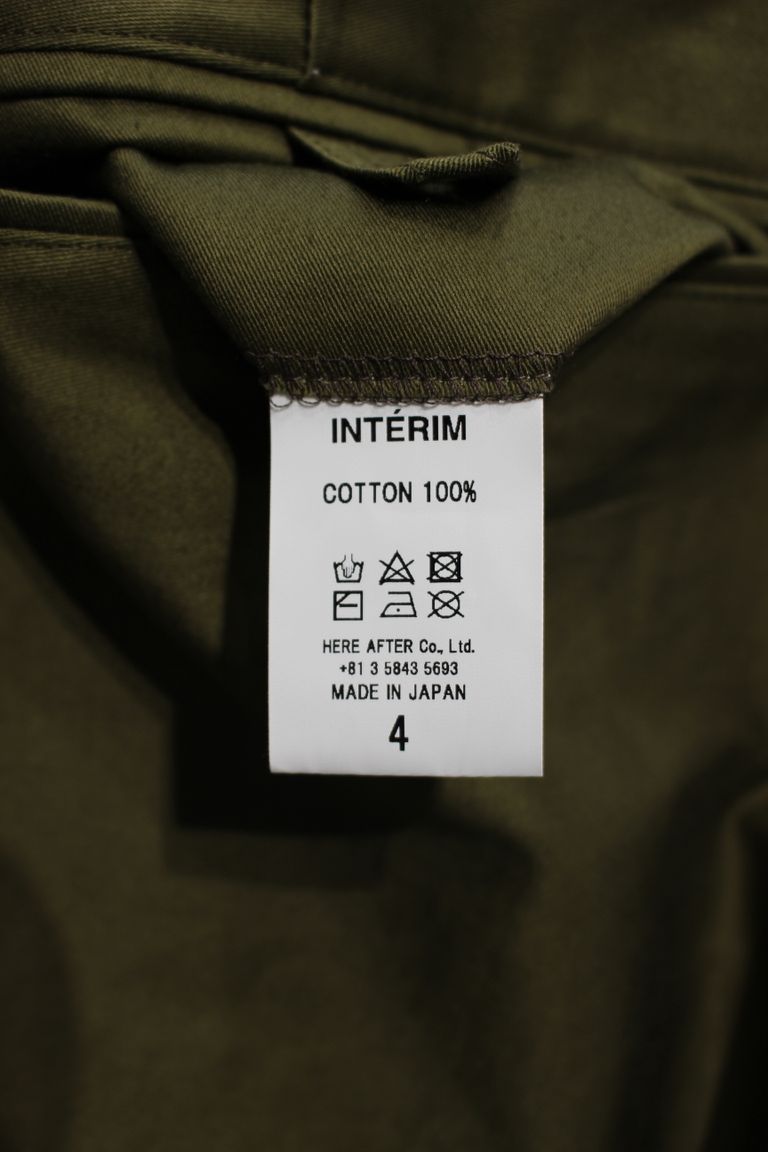 INTÉRIM
COTTON 100%
HERE AFTER Co., Ltd.
+81 3 5843 5693
MADE IN JAPAN
4